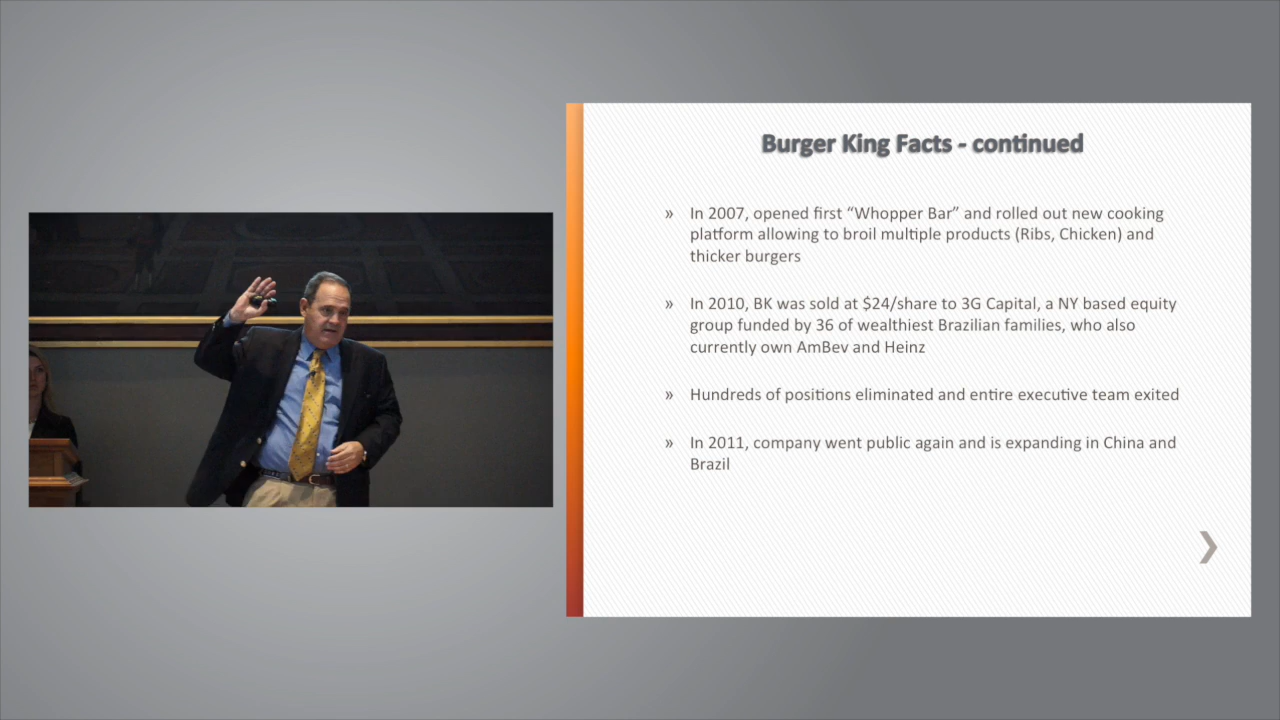 Burger King Facts - continued
» In 2007, opened first “Whopper Bar” and rolled out new cooking
platform allowing to broil multiple products (Ribs, Chicken) and
thicker burgers
» In 2010, BK was sold at $24/share to 3G Capital, a NY based equity
group funded by 36 of wealthiest Brazilian families, who also
currently own AmBev and Heinz
» Hundreds of positions eliminated and entire executive team exited
» In 2011, company went public again and is expanding in China and
Brazil